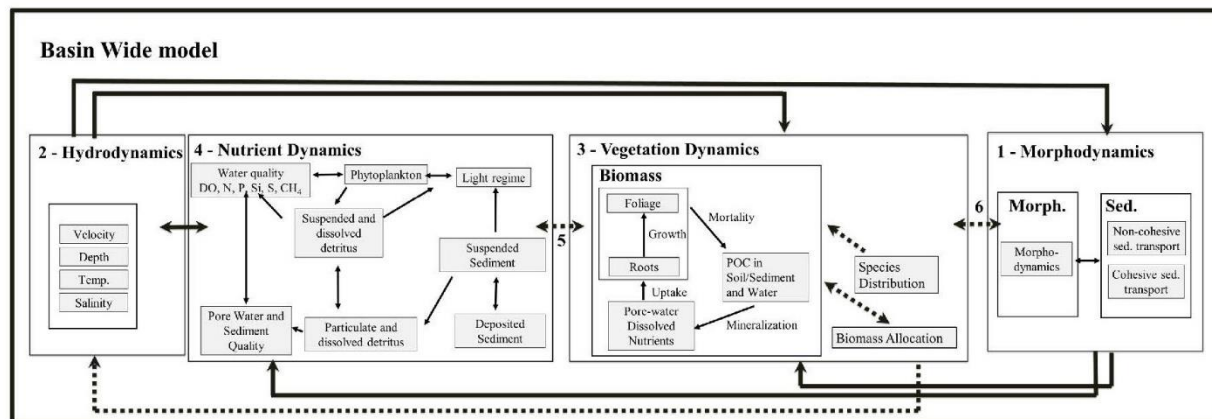 Basin Wide model
2 - Hydrodynamics
Velocity
Depth
Temp.
Salinity
4 - Nutrient Dynamics
Water quality
DO, N, P, Si, S, CH4
Phytoplankton
Light regime
Suspended and
dissolved
detritus
Suspended
Sediment
Pore Water and
Sediment
Quality
Particulate and
dissolved detritus
Deposited
Sediment
5
3 - Vegetation Dynamics
Biomass
Foliage
Growth
Roots
Uptake
Pore-water
Dissolved
Nutrients
Mortality
POC in
Soil/Sediment
and Water
Mineralization
Species
Distribution
Biomass Allocation
6
1 - Morphodynamics
Morph.
Morpho-
dynamics
Sed.
Non-cohesive
sed. transport
Cohesive sed.
transport